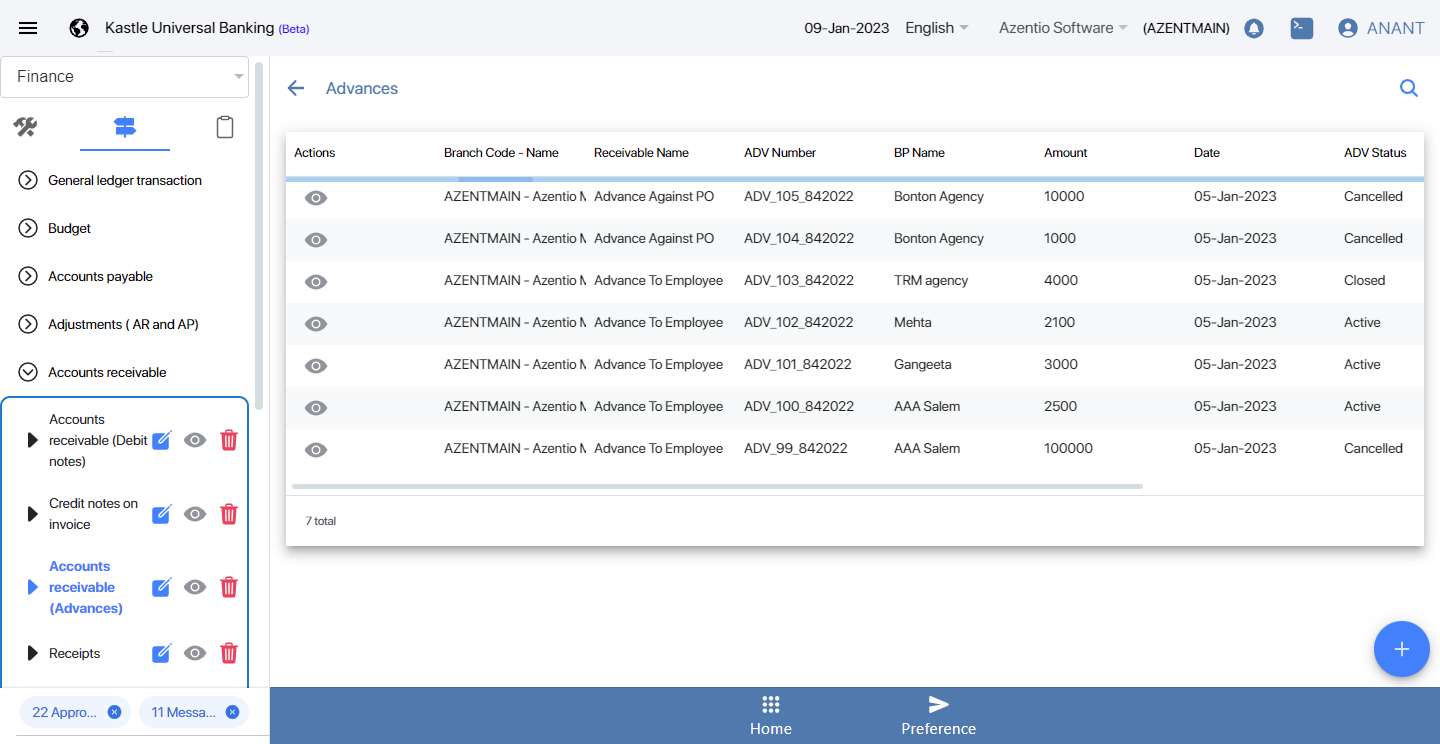 Kastle Universal Banking (Beta)
09-Jan-2023 English Azentio Software (AZENTMAIN) ANANT
Finance
General ledger transaction
Budget
Accounts payable
Adjustments ( AR and AP)
Accounts receivable
Accounts
receivable (Debit
notes)
Credit notes on
invoice
Accounts
receivable
(Advances)
Receipts
22 Appro...
11 Messa...
Advances
Actions Branch Code - Name Receivable Name ADV Number BP Name Amount Date ADV Status
AZENTMAIN - Azentio M Advance Against PO ADV_105_842022 Bonton Agency 10000 05-Jan-2023 Cancelled
AZENTMAIN - Azentio M Advance Against PO ADV_104_842022 Bonton Agency 1000 05-Jan-2023 Cancelled
AZENTMAIN - Azentio M Advance To Employee ADV_103_842022 TRM agency 4000 05-Jan-2023 Closed
AZENTMAIN - Azentio M Advance To Employee ADV_102_842022 Mehta 2100 05-Jan-2023 Active
AZENTMAIN - Azentio M Advance To Employee ADV_101_842022 Gangeeta 3000 05-Jan-2023 Active
AZENTMAIN - Azentio M Advance To Employee ADV_100_842022 AAA Salem 2500 05-Jan-2023 Active
AZENTMAIN - Azentio M Advance To Employee ADV_99_842022 AAA Salem 100000 05-Jan-2023 Cancelled
7 total
Home
Preference